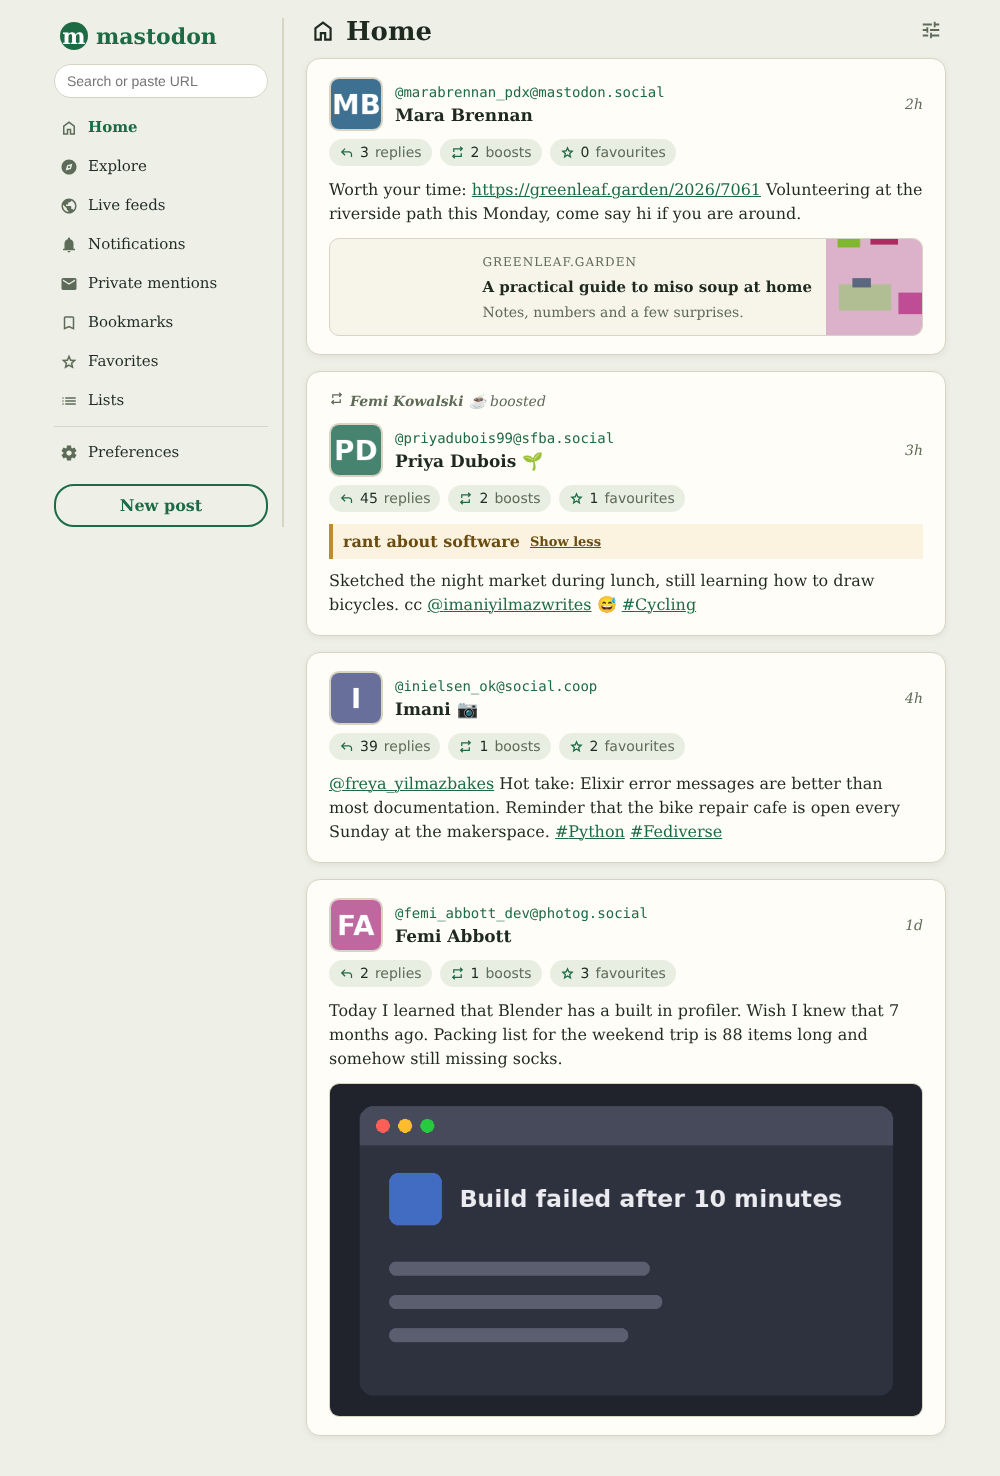 mastodon
Search or paste URL
Home
Explore
Live feeds
Notifications
Private mentions
Bookmarks
Favorites
Lists
Preferences
New post
Home
MB
@marabrennan_pdx@mastodon.social
Mara Brennan
2h
3 replies
2 boosts
0 favourites
Worth your time: https://greenleaf.garden/2026/7061 Volunteering at the
riverside path this Monday, come say hi if you are around.
GREENLEAF.GARDEN
A practical guide to miso soup at home
Notes, numbers and a few surprises.
Femi Kowalski ☕ boosted
PD
@priyadubois99@sfba.social
Priya Dubois 🌱
3h
45 replies
2 boosts
1 favourites
rant about software Show less
Sketched the night market during lunch, still learning how to draw
bicycles. cc @imaniyilmazwrites 😅 #Cycling
I
@inielsen_ok@social.coop
Imani 📷
4h
39 replies
1 boosts
2 favourites
@freya_yilmazbakes Hot take: Elixir error messages are better than
most documentation. Reminder that the bike repair cafe is open every
Sunday at the makerspace. #Python #Fediverse
FA
@femi_abbott_dev@photog.social
Femi Abbott
1d
2 replies
1 boosts
3 favourites
Today I learned that Blender has a built in profiler. Wish I knew that 7
months ago. Packing list for the weekend trip is 88 items long and
somehow still missing socks.
Build failed after 10 minutes